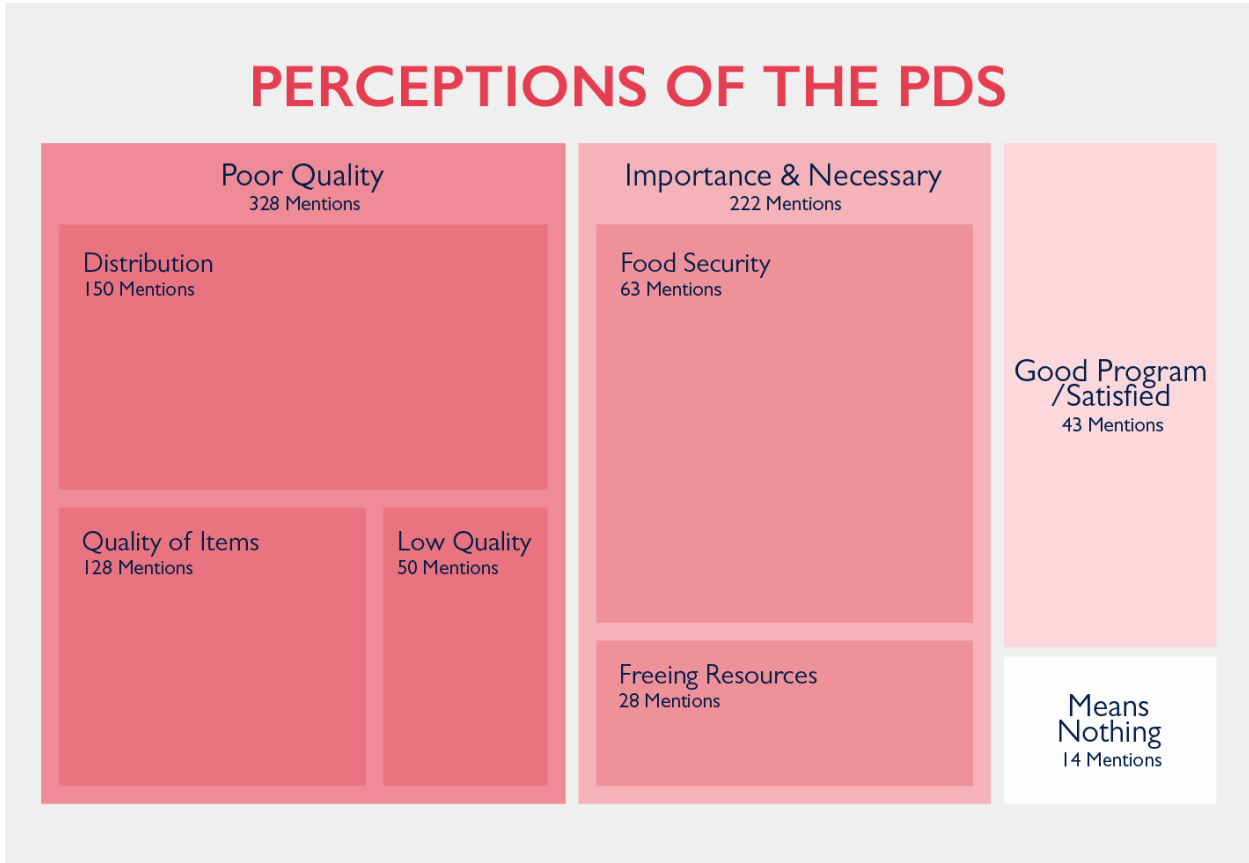 PERCEPTIONS OF THE PDS
Poor Quality
328 Mentions
Distribution
150 Mentions
Quality of Items
128 Mentions
Low Quality
50 Mentions
Importance & Necessary
222 Mentions
Food Security
63 Mentions
Freeing Resources
28 Mentions
Good Program
/Satisfied
43 Mentions
Means
Nothing
14 Mentions